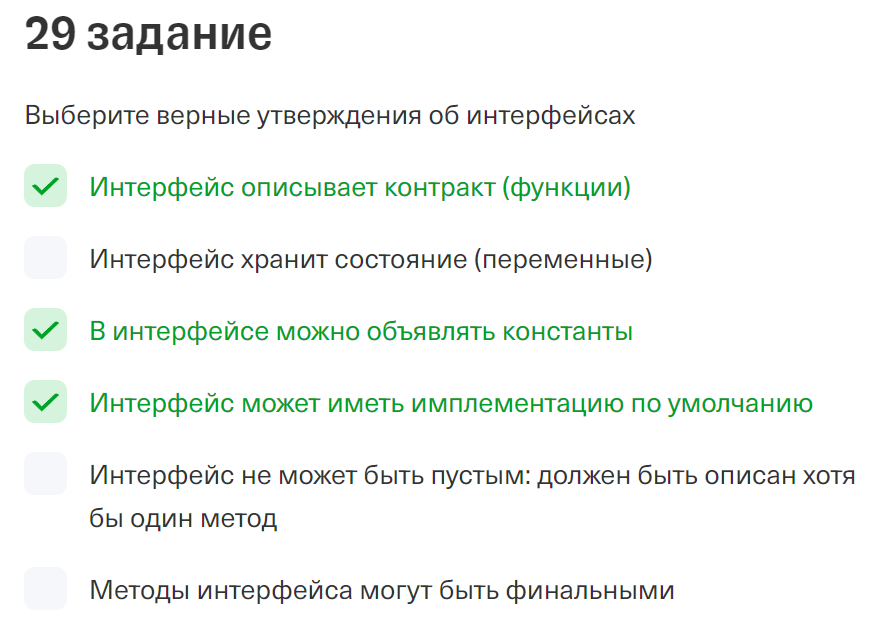 29 задание
Выберите верные утверждения об интерфейсах
Интерфейс описывает контракт (функции)
Интерфейс хранит состояние (переменные)
В интерфейсе можно объявлять константы
Интерфейс может иметь имплементацию по умолчанию
Интерфейс не может быть пустым: должен быть описан хотя
бы один метод
Методы интерфейса могут быть финальными